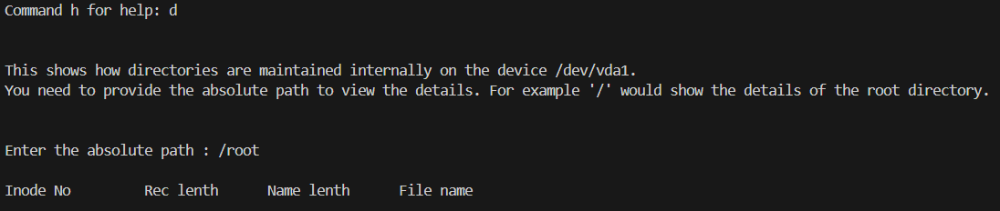 Command h for help: d
This shows how directories are maintained internally on the device /dev/vda1.
You need to provide the absolute path to view the details. For example '/' would show the details of the root directory.
Enter the absolute path : /root
Inode No Rec lenth Name lenth File name